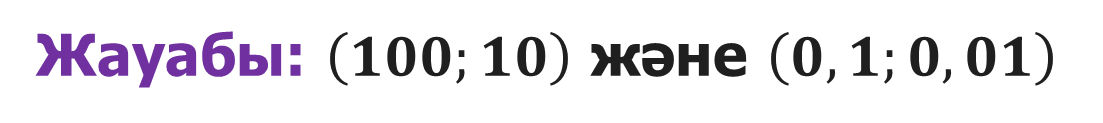 Жауабы: (100; 10) және (0, 1; 0, 01)